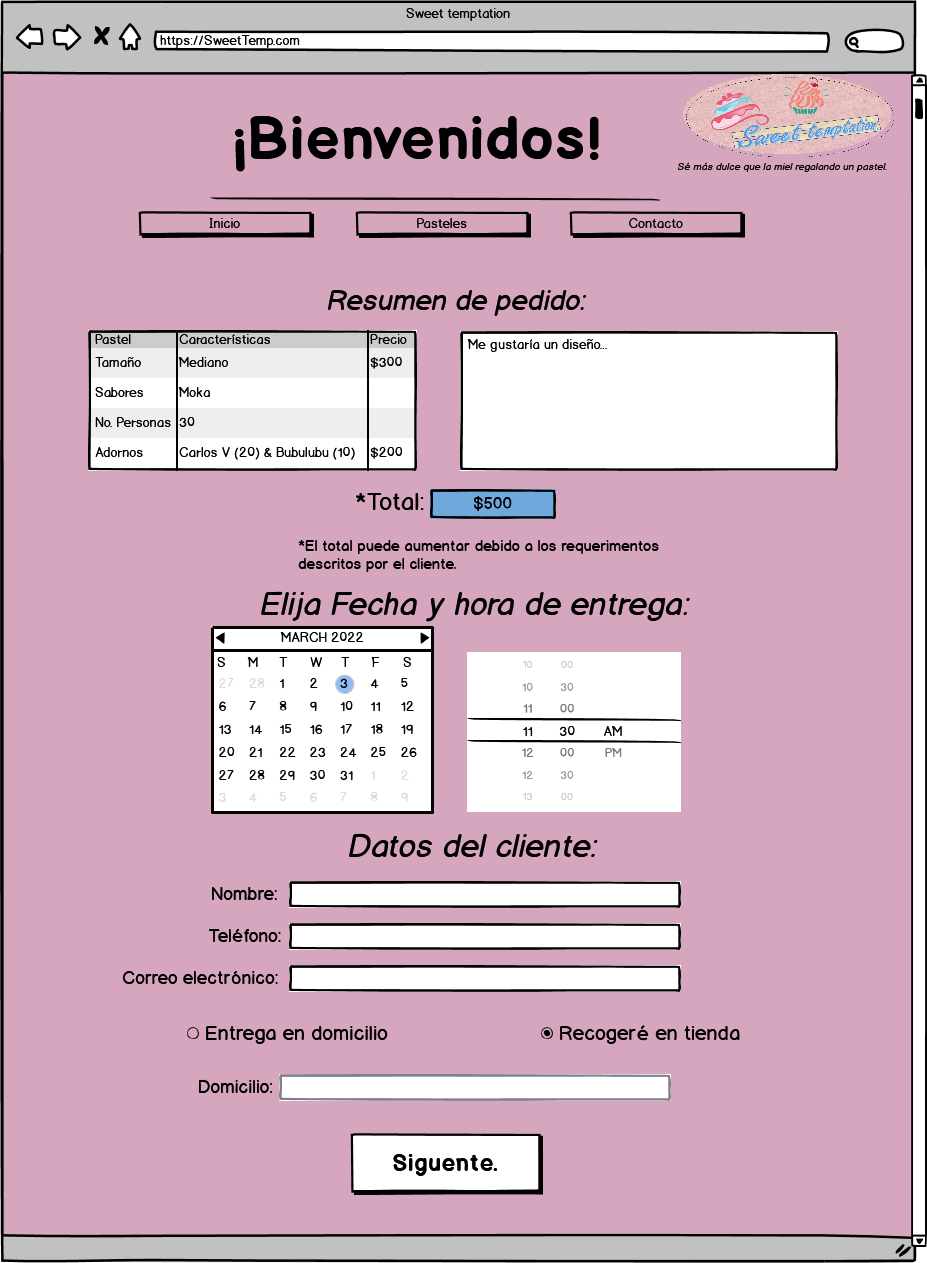 Sweet temptation
https://SweetTemp.com
¡Bienvenidos!
Sweet temptation
Sé más dulce que la miel regalando un pastel.
Inicio Pasteles Contacto
Resumen de pedido:
Pastel Características Precio
Tamaño Mediano $300
Sabores Moka
No. Personas 30
Adornos Carlos V (20) & Bubulubu (10) $200
Me gustaría un diseño...
*Total: $500
*El total puede aumentar debido a los requerimentos
descritos por el cliente.
Elija Fecha y hora de entrega:
MARCH 2022
S M T W T F S
27 28 1 2 3 4 5
6 7 8 9 10 11 12
13 14 15 16 17 18 19
20 21 22 23 24 25 26
27 28 29 30 31 1 2
3 4 5 6 7 8 9
10 00
10 30
11 00
11 30 AM
12 00 PM
12 30
13 00
Datos del cliente:
Nombre:
Teléfono:
Correo electrónico:
Entrega en domicilio Recogeré en tienda
Domicilio:
Siguente.